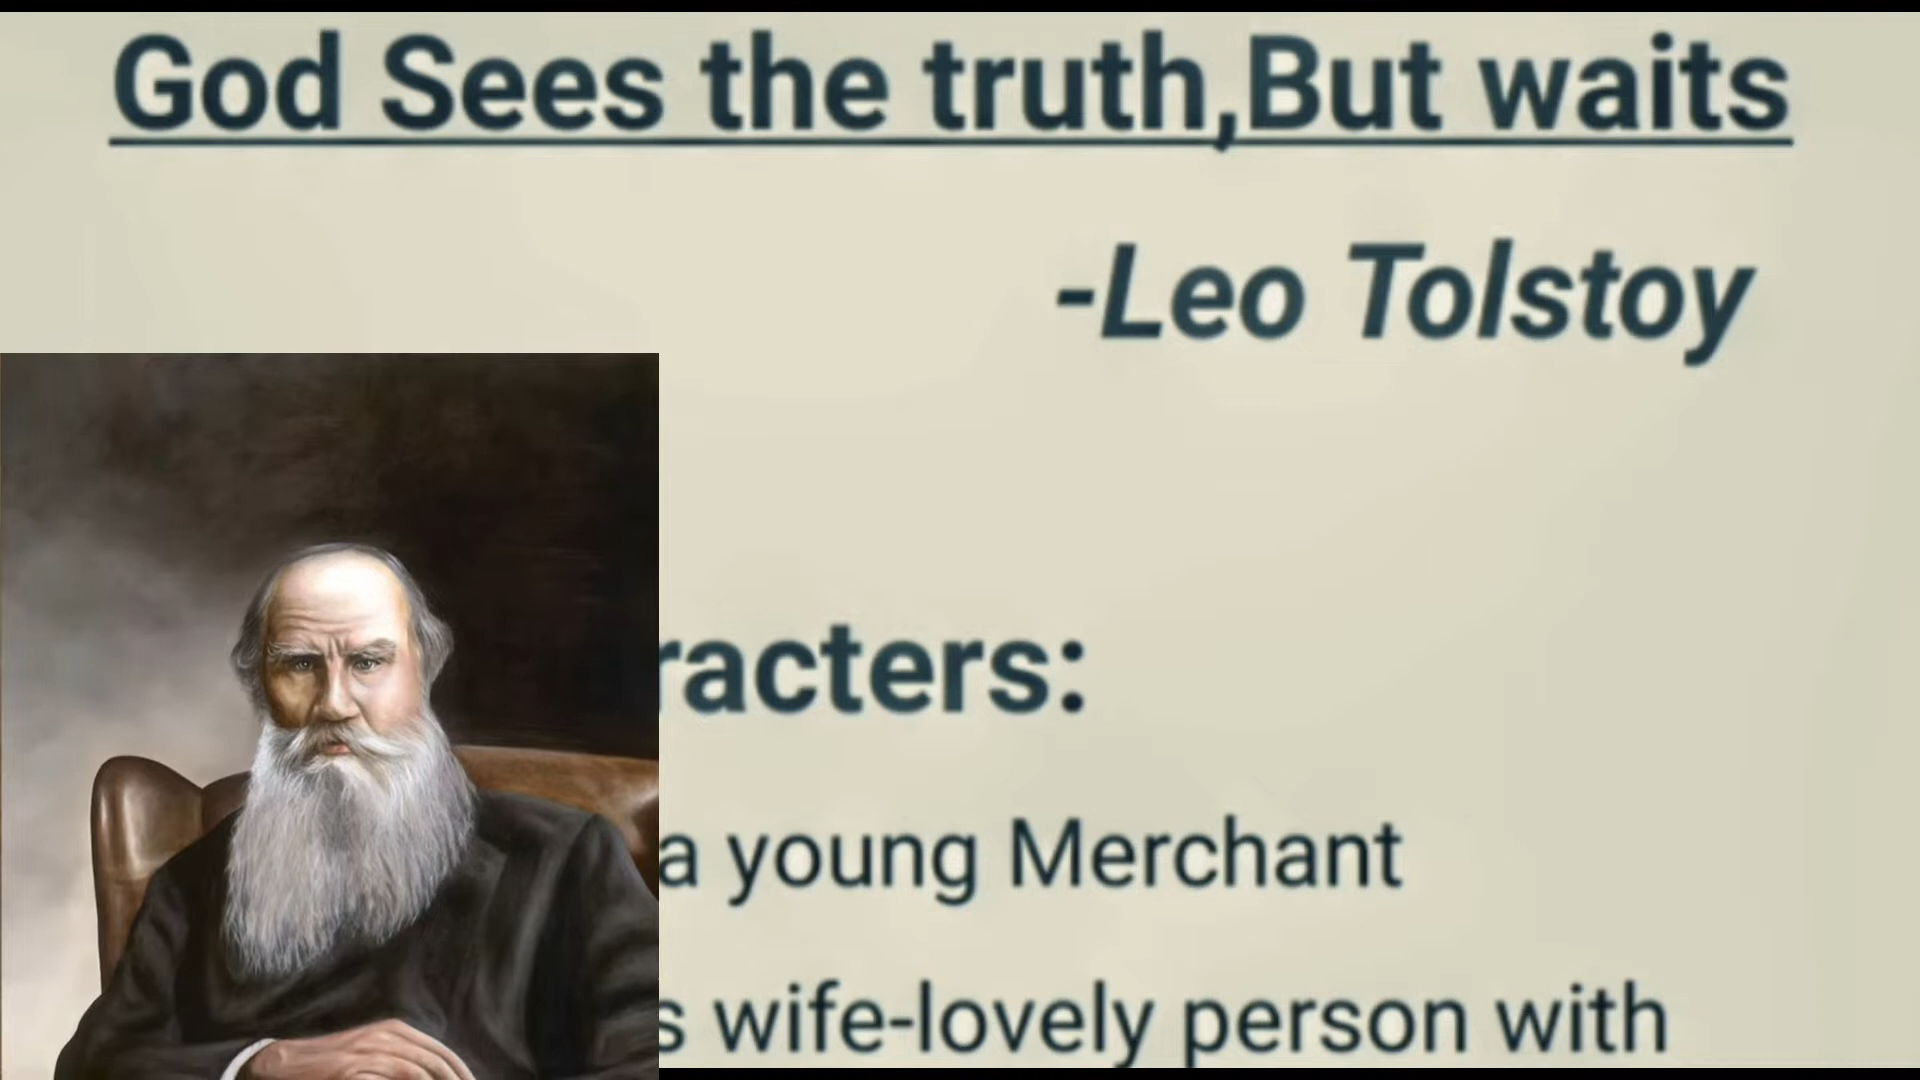 God Sees the truth,But waits
-Leo Tolstoy
racters:
a young Merchant
s wife-lovely person with